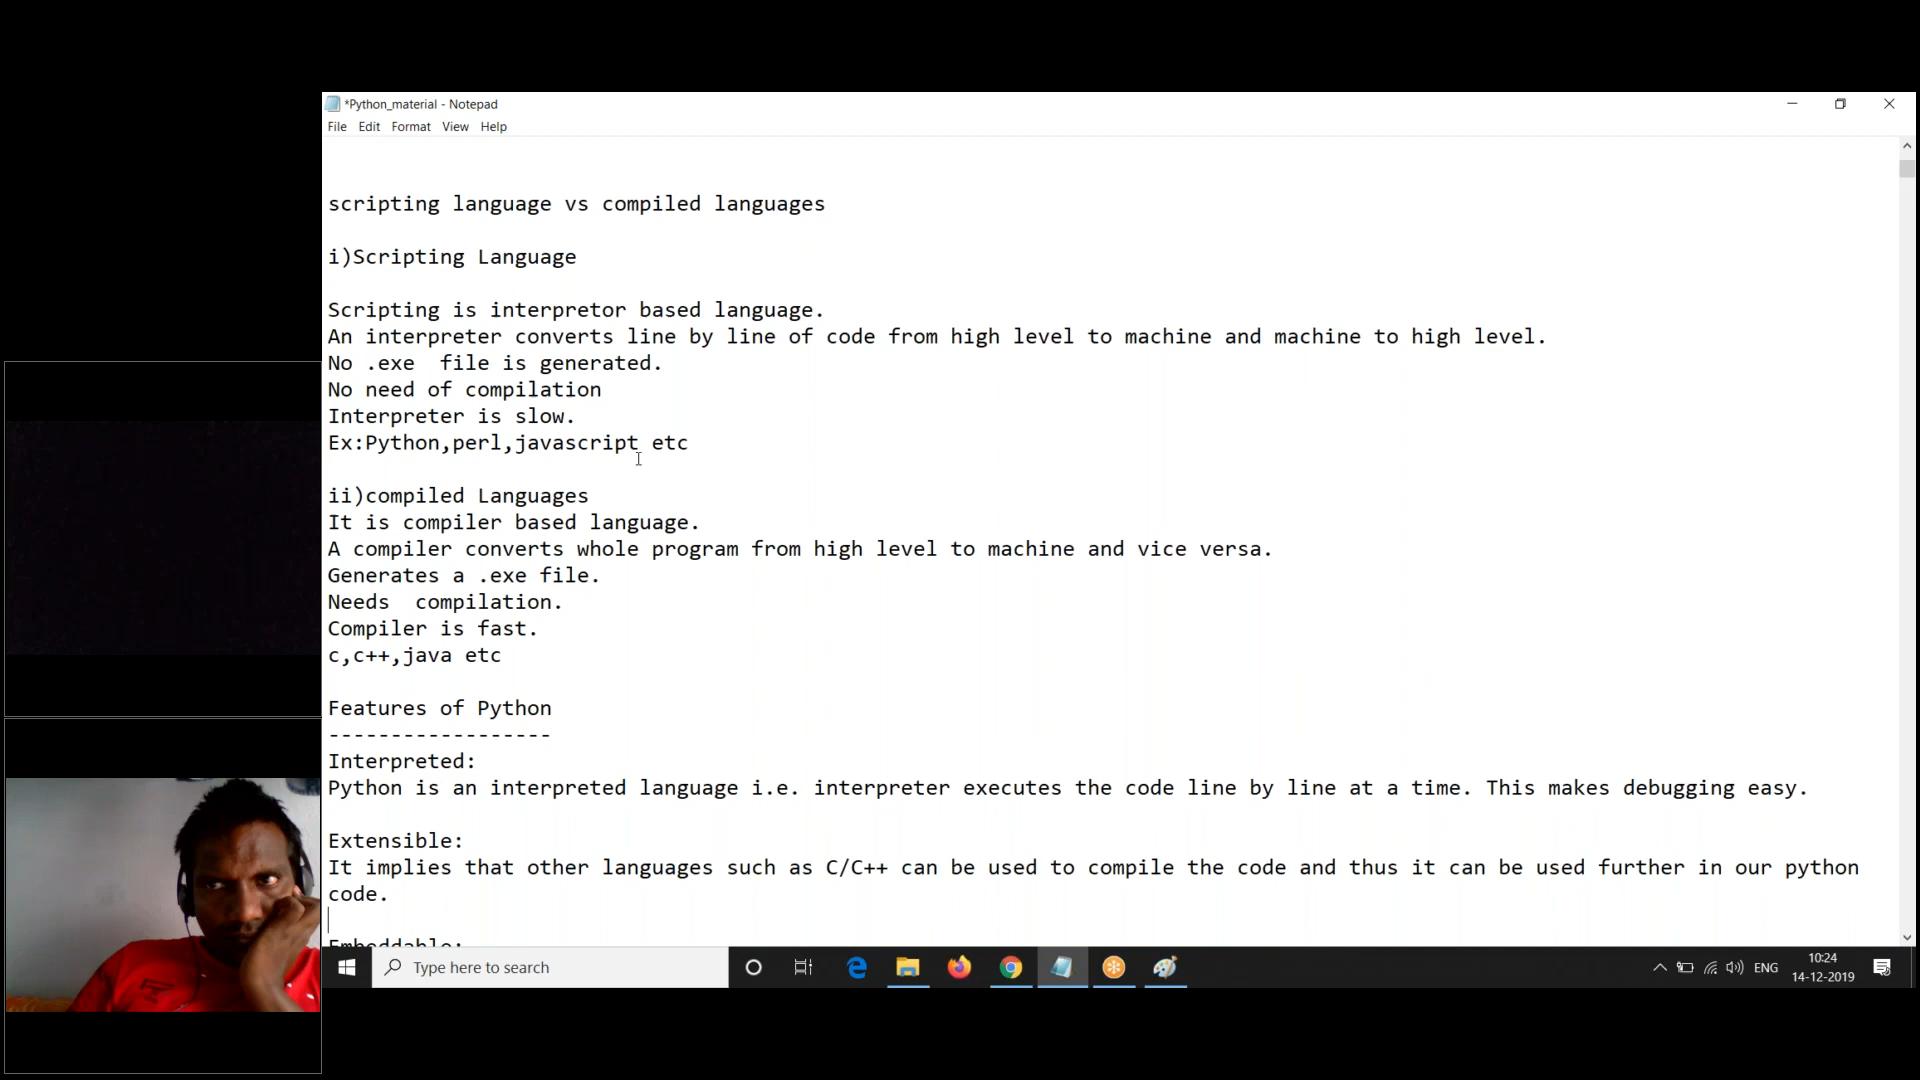 *Python_material - Notepad
File Edit Format View Help
scripting language vs compiled languages
i)Scripting Language
Scripting is interpretor based language.
An interpreter converts line by line of code from high level to machine and machine to high level.
No .exe  file is generated.
No need of compilation
Interpreter is slow.
Ex:Python,perl,javascript etc
ii)compiled Languages
It is compiler based language.
A compiler converts whole program from high level to machine and vice versa.
Generates a .exe file.
Needs  compilation.
Compiler is fast.
c,c++,java etc
Features of Python
------------------
Interpreted:
Python is an interpreted language i.e. interpreter executes the code line by line at a time. This makes debugging easy.
Extensible:
It implies that other languages such as C/C++ can be used to compile the code and thus it can be used further in our python
code.
Embeddable:
Type here to search
ENG
10:24
14-12-2019